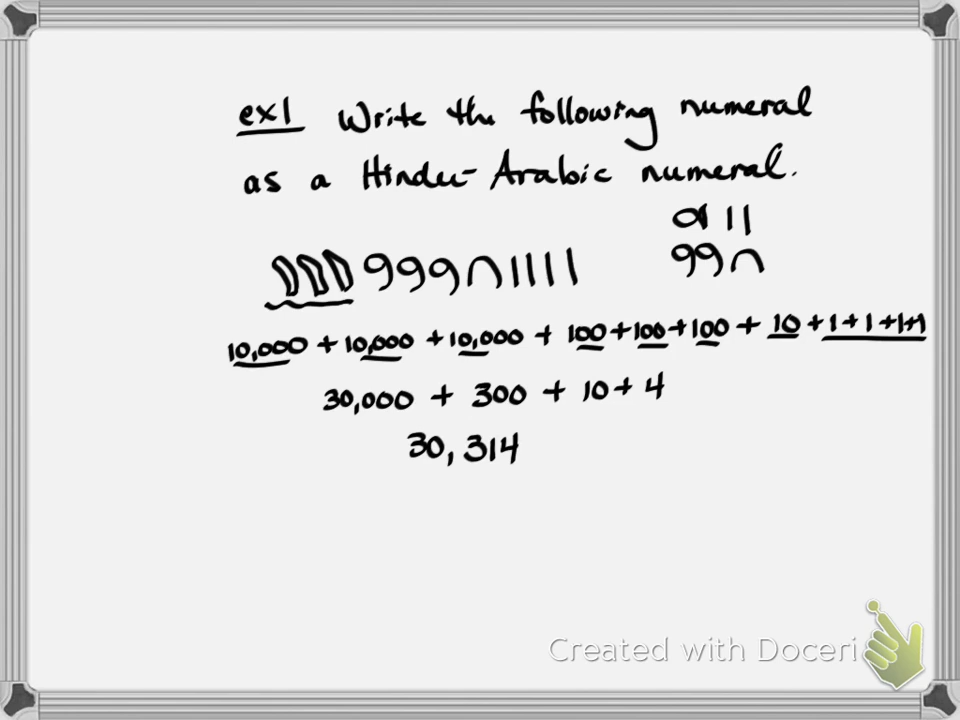 ex1 Write the following numeral
as a Hindu-Arabic numeral.
10,000 + 10,000 + 10,000 + 100 + 100 + 100 + 10 + 1 + 1 + 1 + 1
30,000 + 300 + 10 + 4
30,314
Created with Doceri